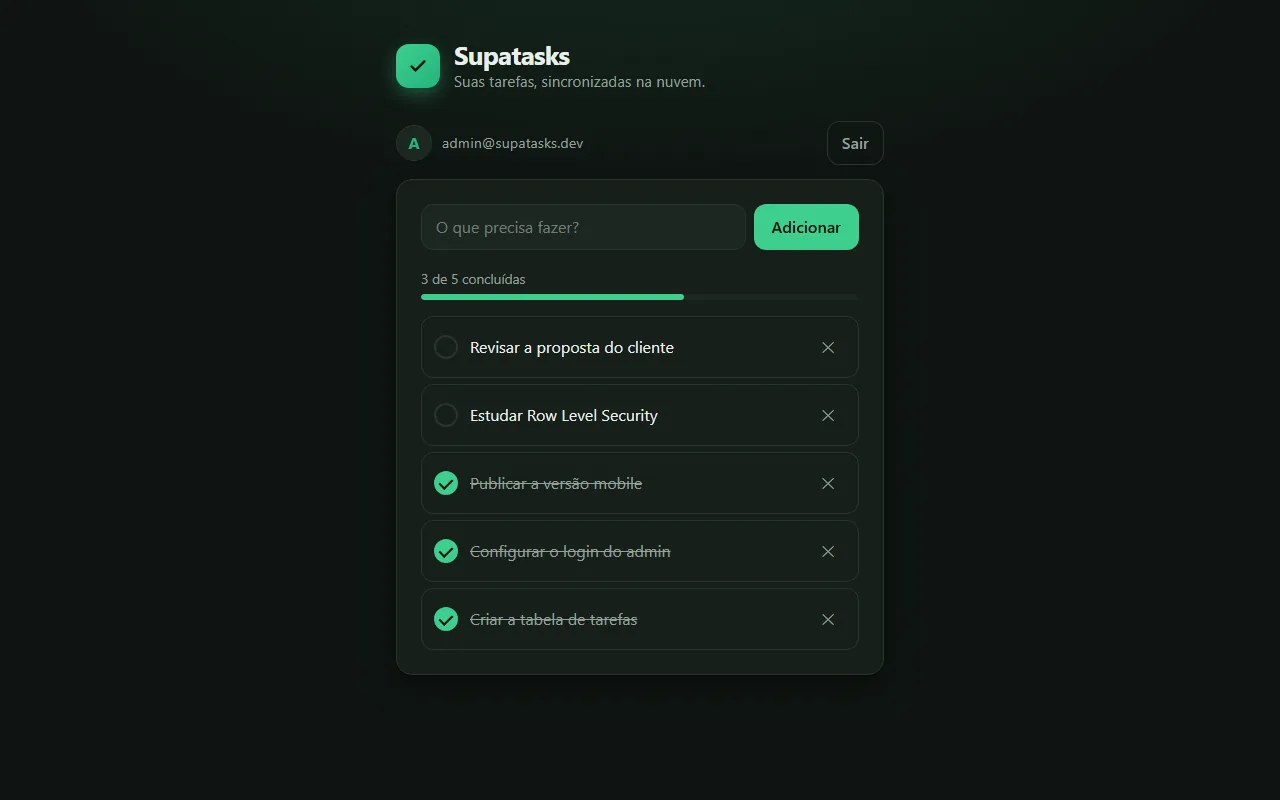 Supatasks
Suas tarefas, sincronizadas na nuvem.
A
admin@supatasks.dev
Sair
O que precisa fazer?
Adicionar
3 de 5 concluídas
Revisar a proposta do cliente
Estudar Row Level Security
Publicar a versão mobile
Configurar o login do admin
Criar a tabela de tarefas